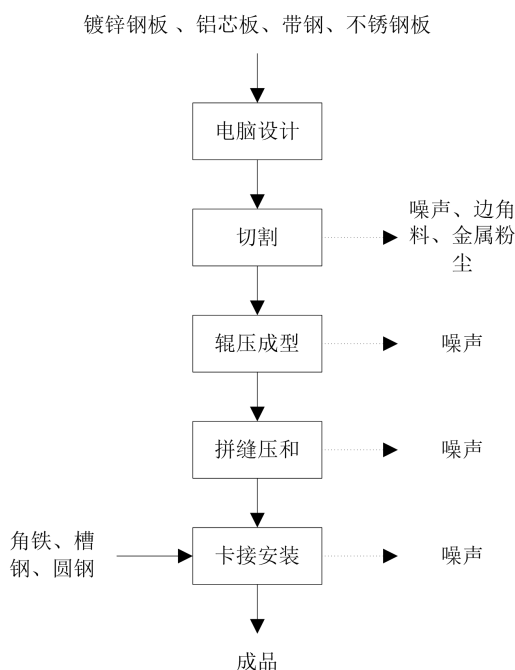 镀锌钢板 、铝芯板、带钢、不锈钢板
电脑设计
切割
噪声、边角
料、金属粉
尘
辊压成型
噪声
拼缝压和
噪声
角铁、槽
钢、圆钢
卡接安装
噪声
成品